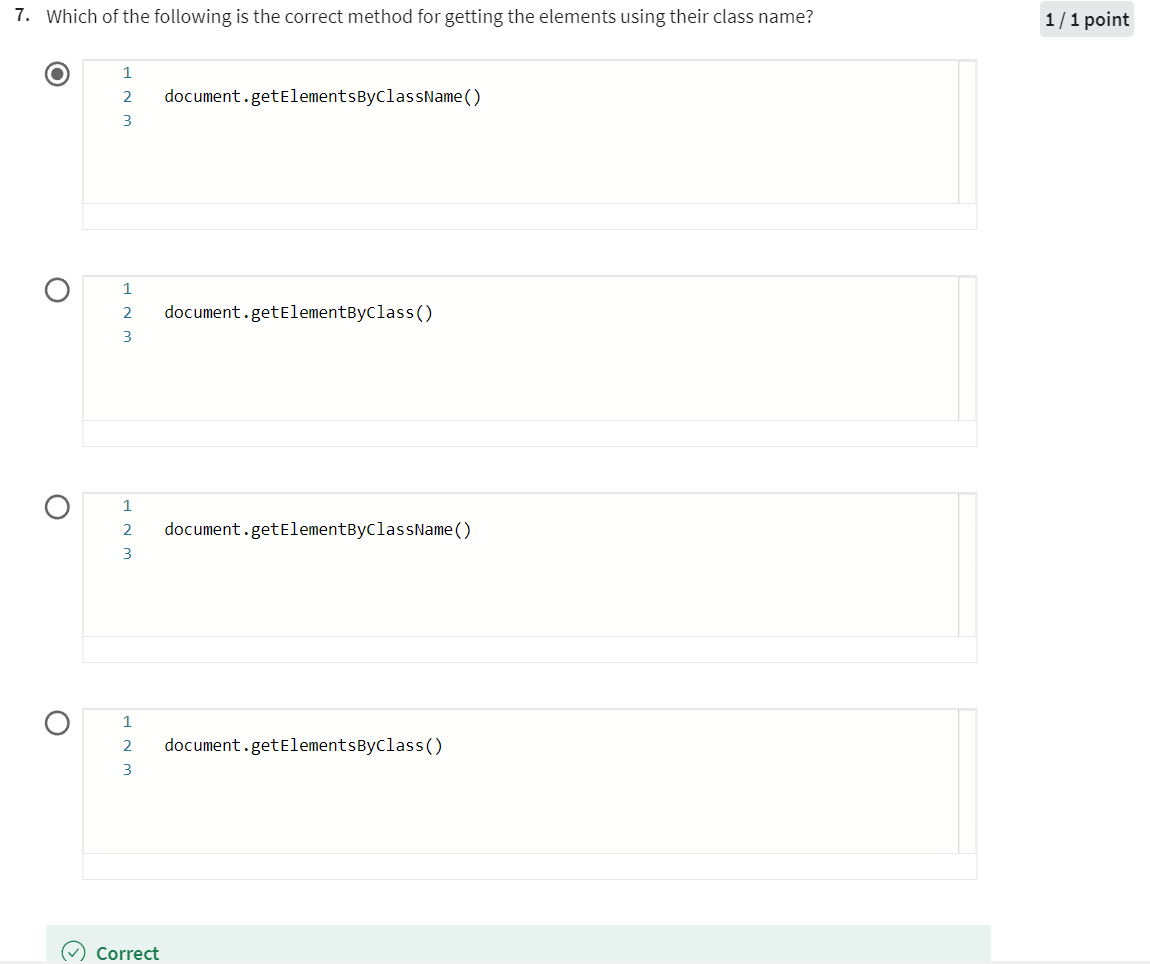 7. Which of the following is the correct method for getting the elements using their class name?
1 / 1 point
1
2 document.getElementsByClassName()
3
1
2 document.getElementByClass()
3
1
2 document.getElementByClassName()
3
1
2 document.getElementsByClass()
3
Correct